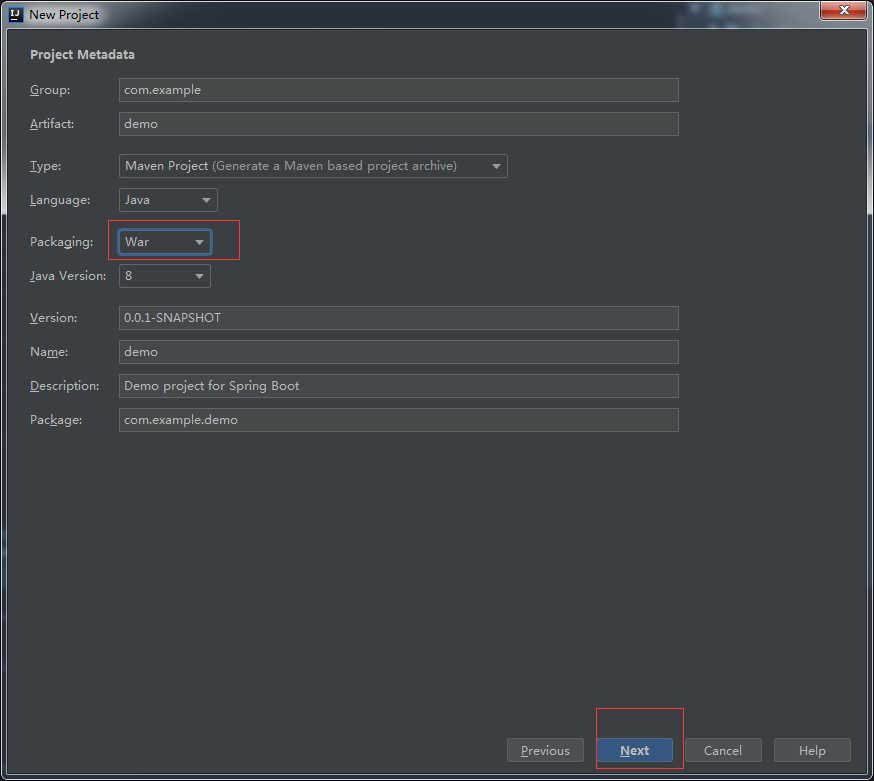 IJ New Project
Project Metadata
Group: com.example
Artifact: demo
Type: Maven Project (Generate a Maven based project archive)
Language: Java
Packaging: War
Java Version: 8
Version: 0.0.1-SNAPSHOT
Name: demo
Description: Demo project for Spring Boot
Package: com.example.demo
Previous Next Cancel Help